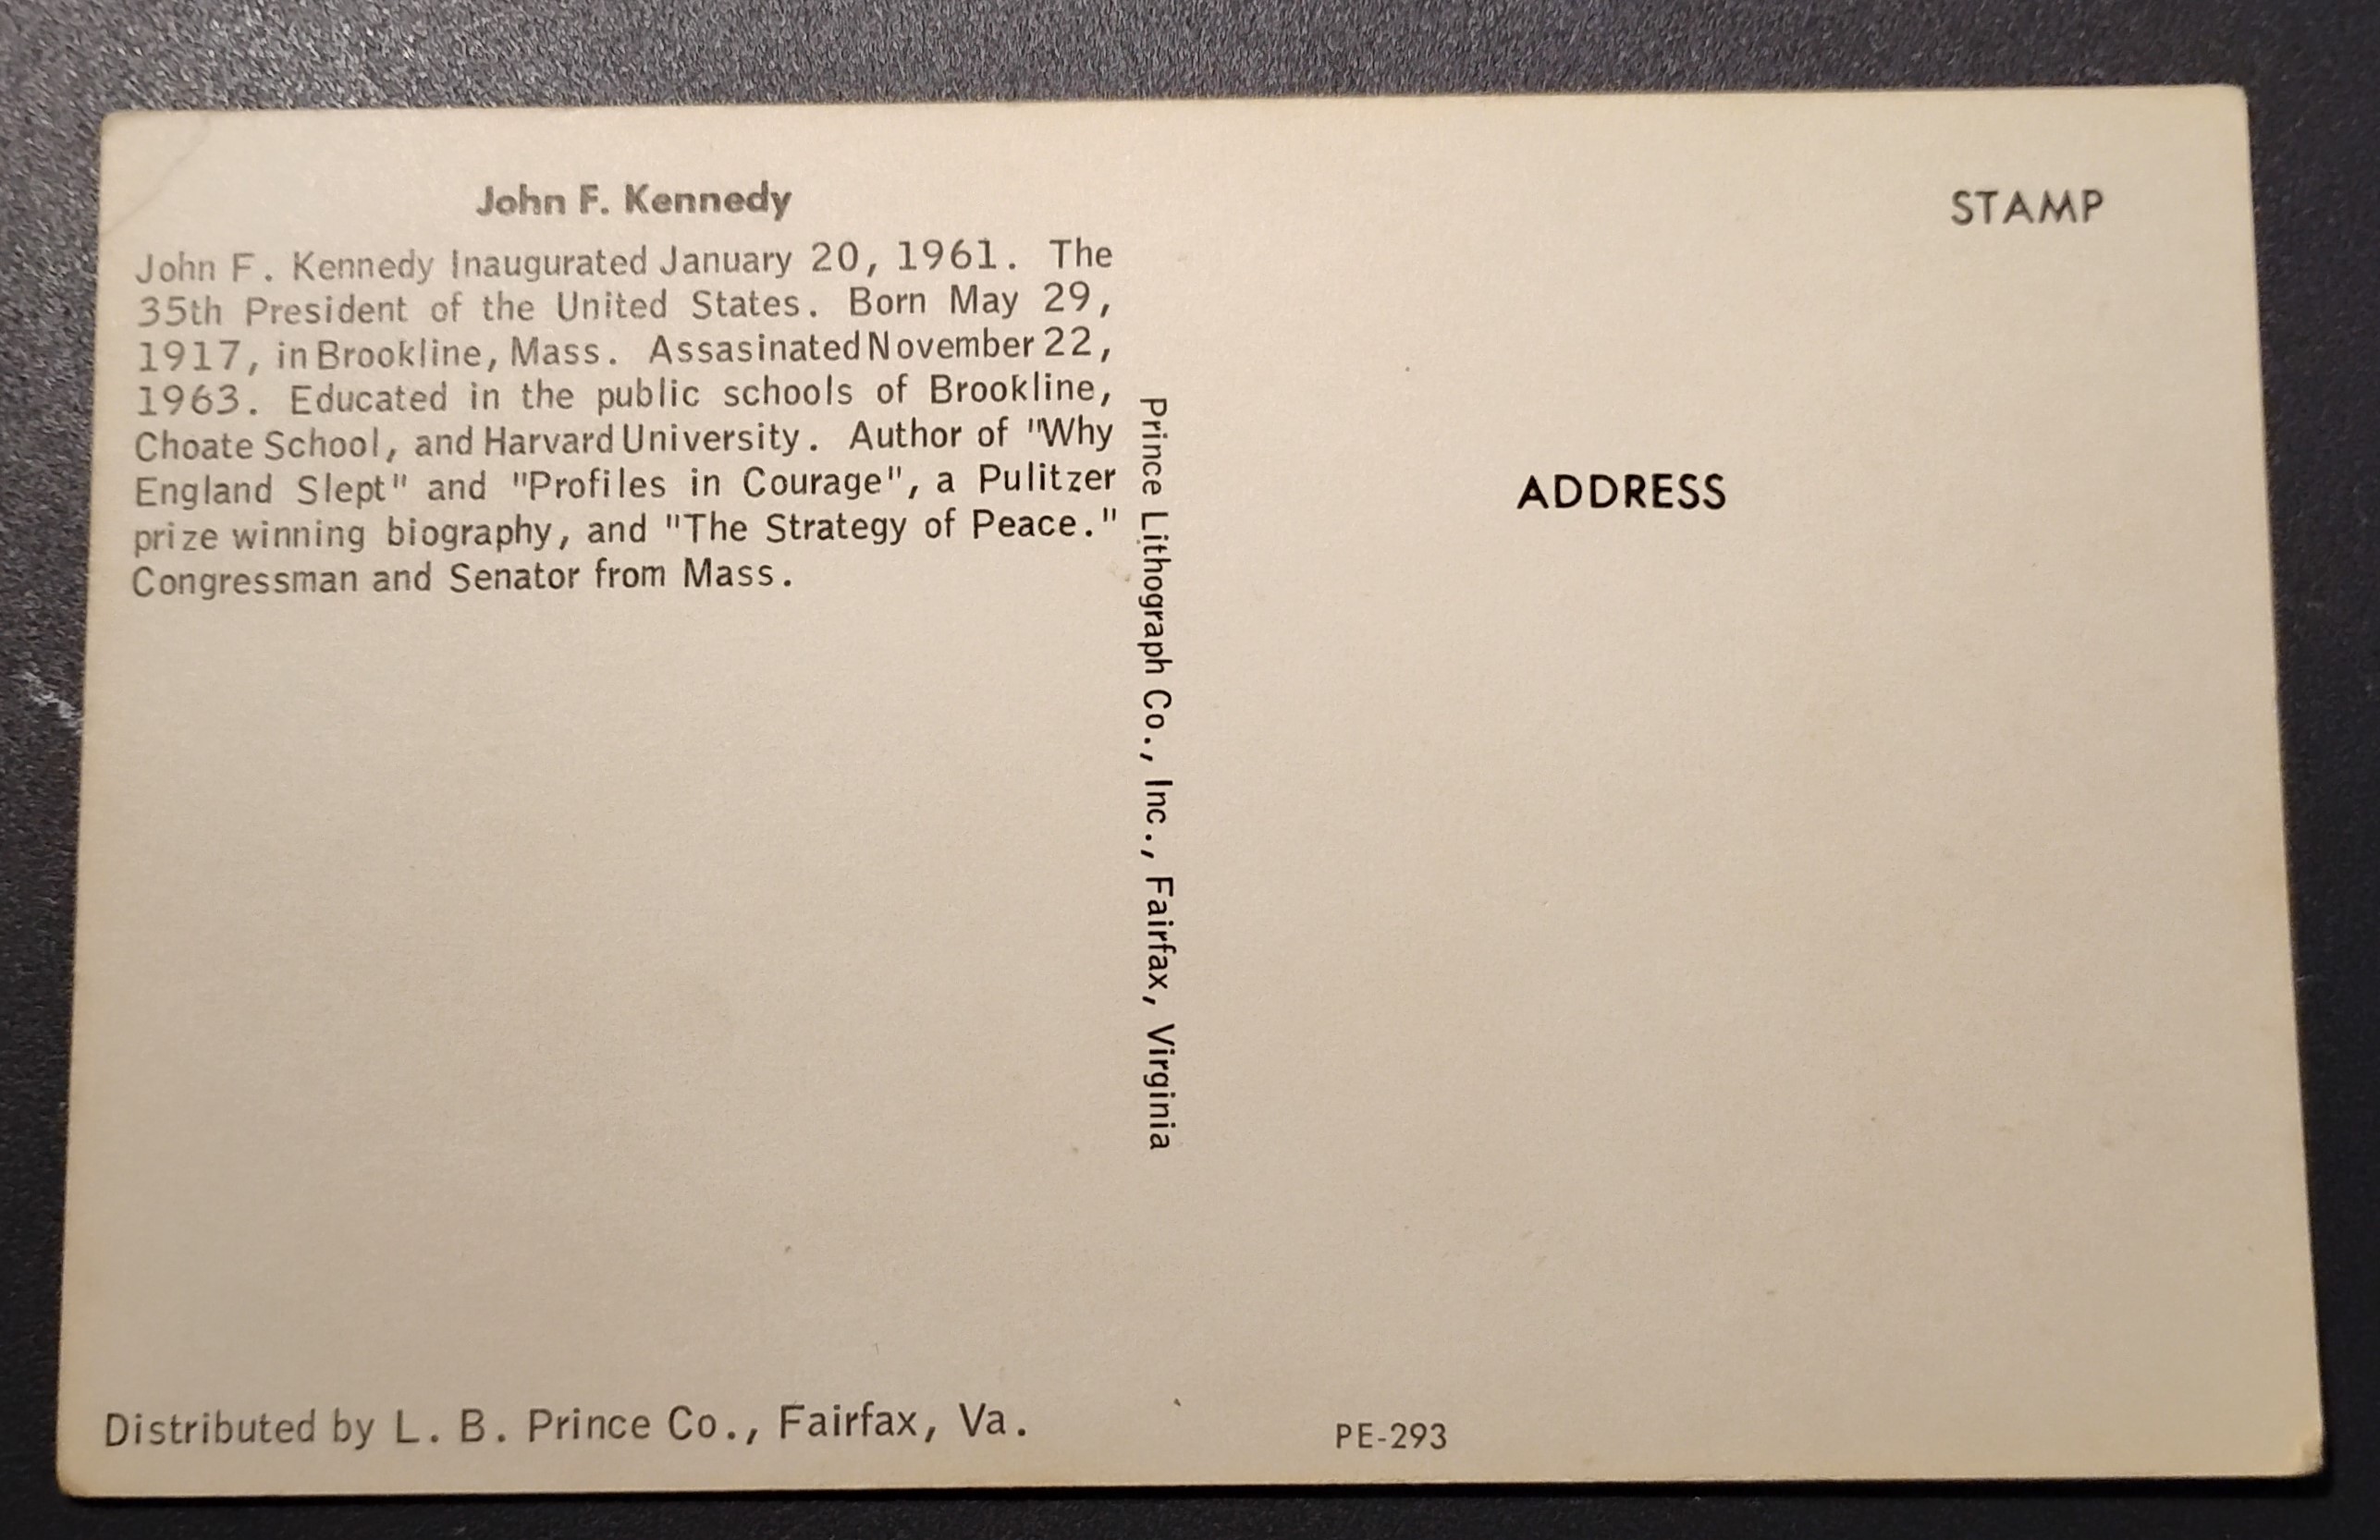 John F. Kennedy
John F. Kennedy Inaugurated January 20, 1961. The
35th President of the United States. Born May 29,
1917, in Brookline, Mass. Assasinated November 22,
1963. Educated in the public schools of Brookline,
Choate School, and Harvard University. Author of "Why
England Slept" and "Profiles in Courage", a Pulitzer
prize winning biography, and "The Strategy of Peace."
Congressman and Senator from Mass.
Distributed by L. B. Prince Co., Fairfax, Va.
Prince Lithograph Co., Inc., Fairfax, Virginia
STAMP
ADDRESS
PE-293